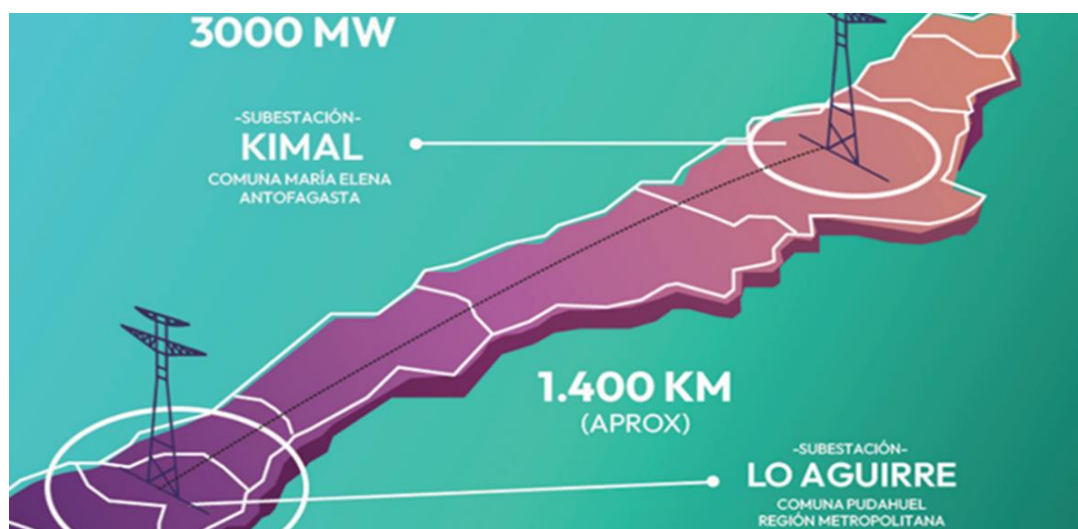 3000 MW
-SUBESTACIÓN-
KIMAL
COMUNA MARÍA ELENA
ANTOFAGASTA
1.400 KM
(APROX)
-SUBESTACIÓN-
LO AGUIRRE
COMUNA PUDAHUEL
REGIÓN METROPOLITANA